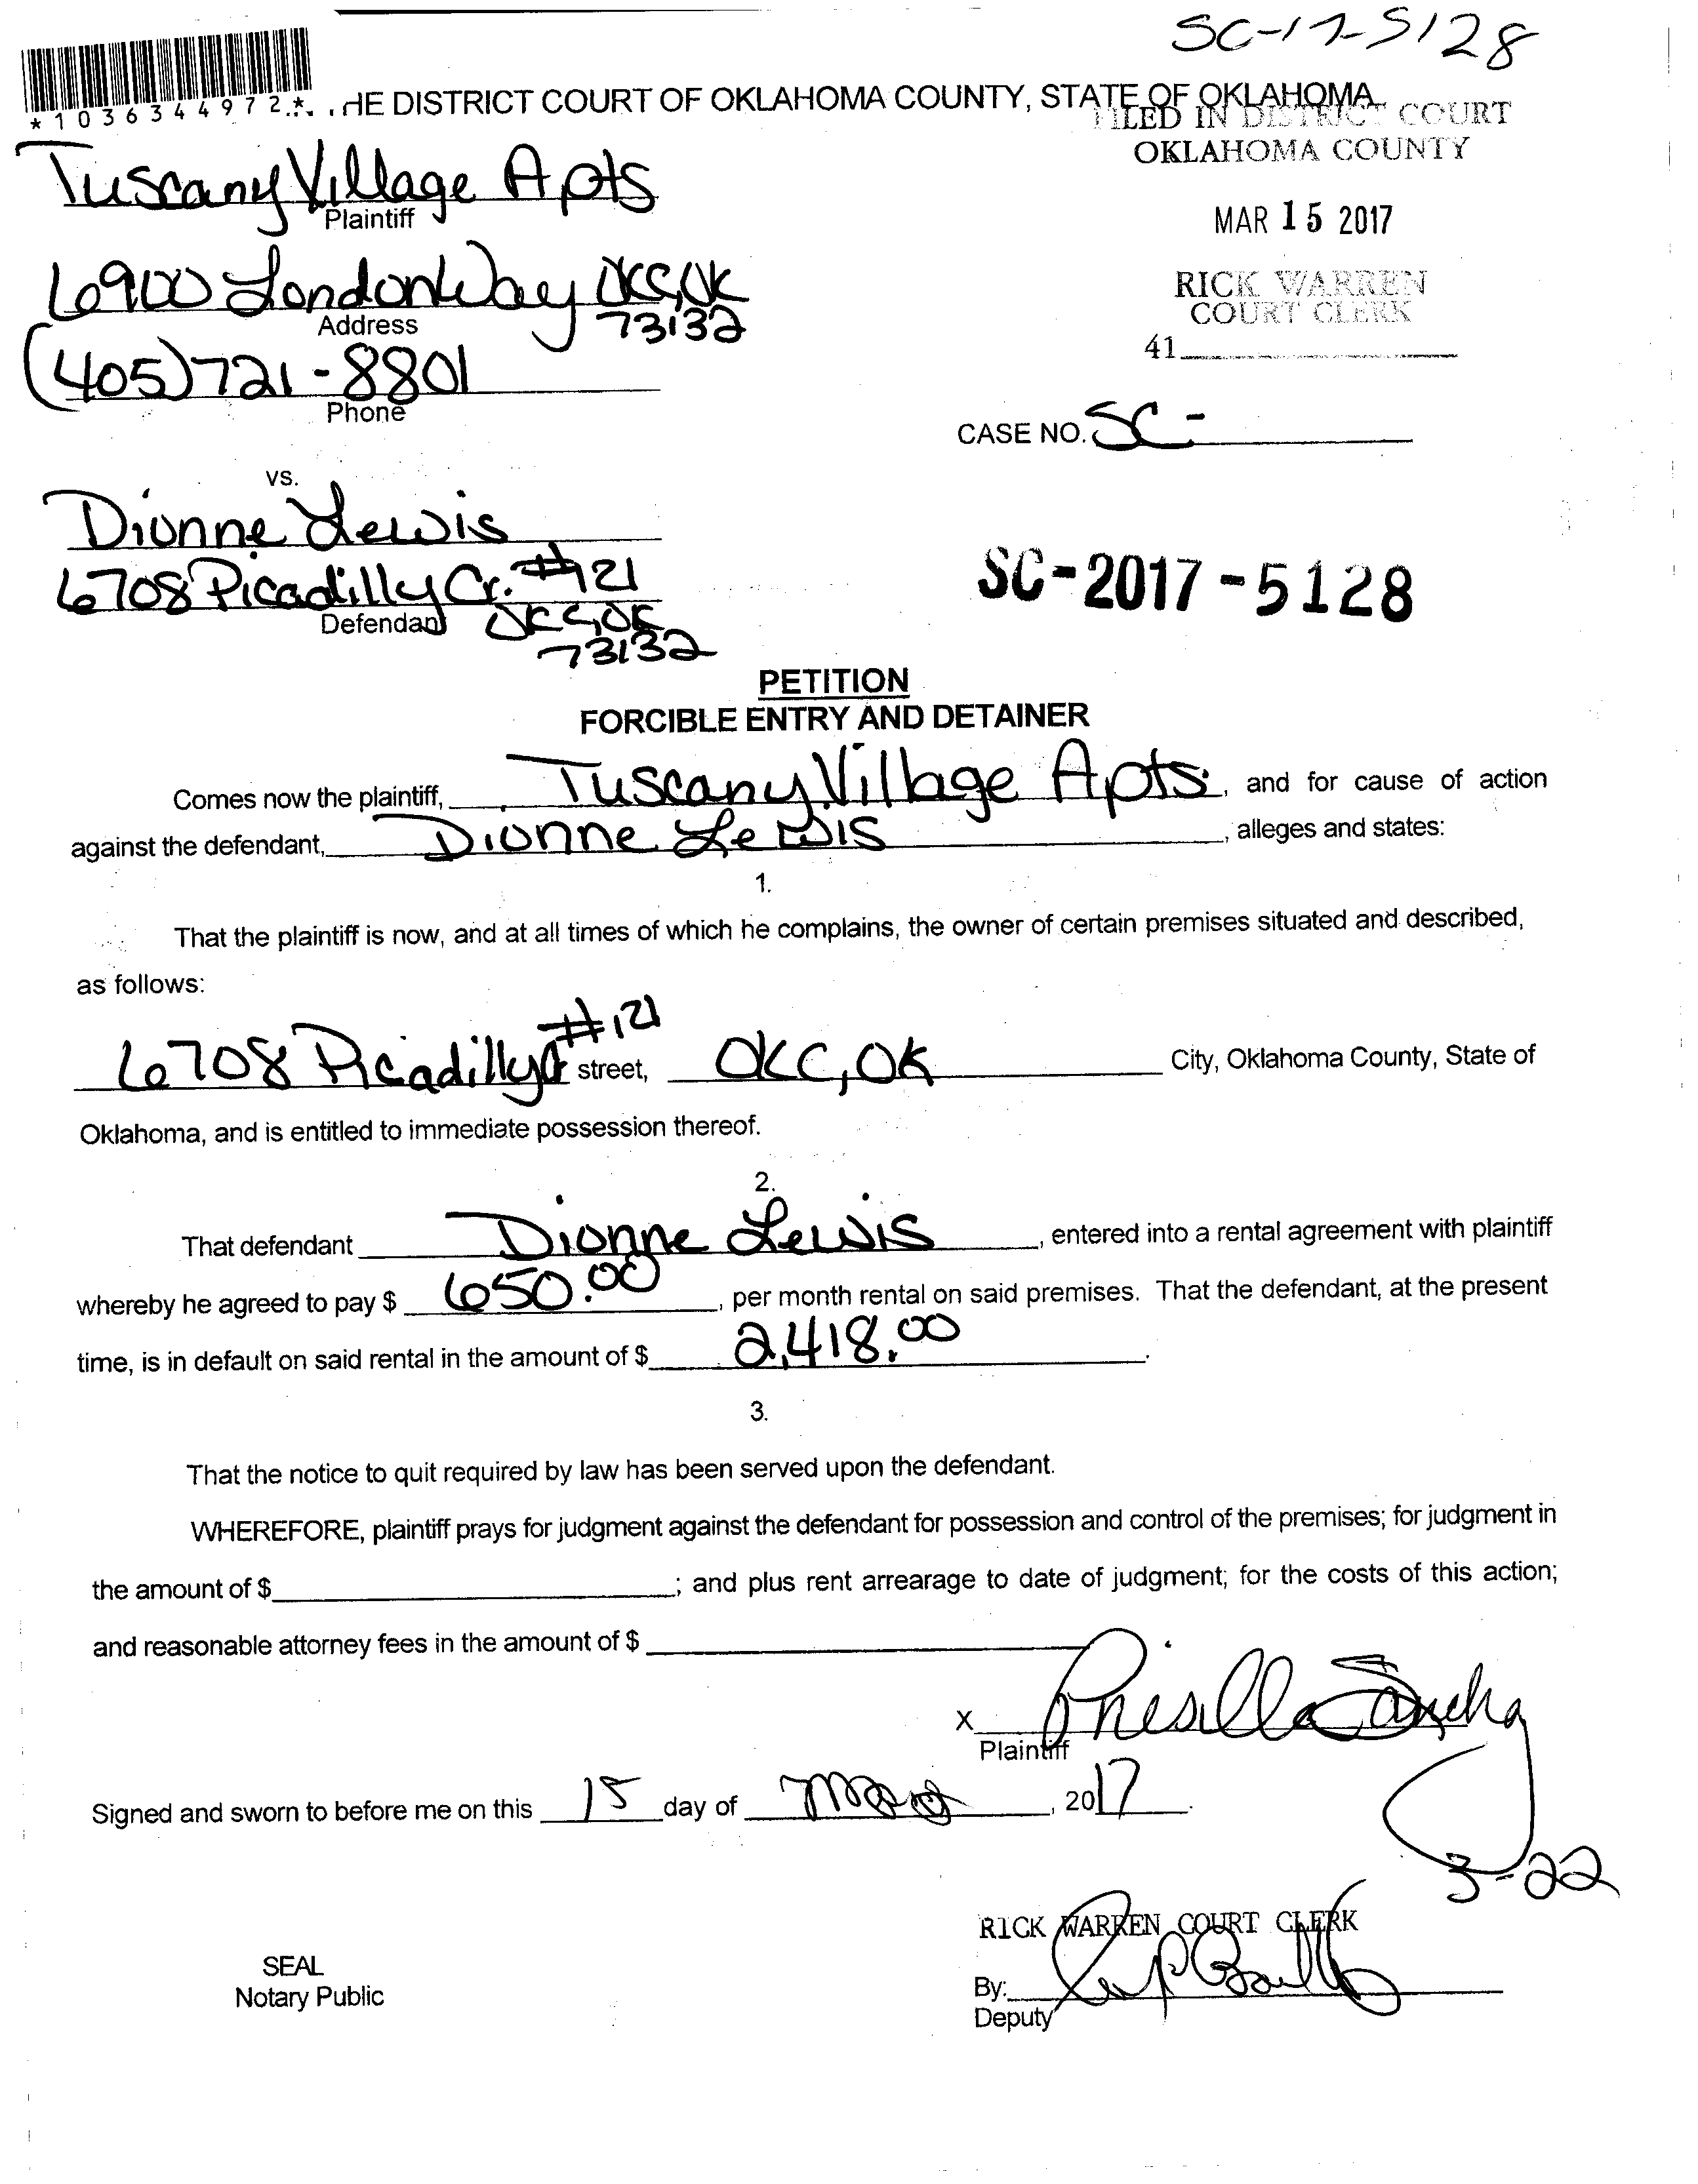 SC-17-5128
*1036344972*
HE DISTRICT COURT OF OKLAHOMA COUNTY, STATE OF OKLAHOMA
FILED IN DISTRICT COURT
OKLAHOMA COUNTY
Tuscany Village Apts
Plaintiff
MAR 15 2017
6900 London Way OKC, OK
73132
Address
RICK WARREN
COURT CLERK
41
(405) 721-8801
Phone
CASE NO. SC-
vs.
Dionne Lewis
6708 Picadilly Cr. #121
Defendant
OKC, OK
73132
SC-2017-5128
PETITION
FORCIBLE ENTRY AND DETAINER
Comes now the plaintiff, Tuscany Village Apts., and for cause of action
against the defendant, Dionne Lewis, alleges and states:
1.
That the plaintiff is now, and at all times of which he complains, the owner of certain premises situated and described,
as follows:
6708 Picadilly Cr #121 street, OKC, OK City, Oklahoma County, State of
Oklahoma, and is entitled to immediate possession thereof.
2.
That defendant Dionne Lewis, entered into a rental agreement with plaintiff
whereby he agreed to pay $ 650.00, per month rental on said premises. That the defendant, at the present
time, is in default on said rental in the amount of $ 2,418.00.
3.
That the notice to quit required by law has been served upon the defendant.
WHEREFORE, plaintiff prays for judgment against the defendant for possession and control of the premises; for judgment in
the amount of $ ; and plus rent arrearage to date of judgment; for the costs of this action;
and reasonable attorney fees in the amount of $
x
Plaintiff
Signed and sworn to before me on this 15 day of Mar, 2017.
3-22
RICK WARREN COURT CLERK
SEAL
Notary Public
By:
Deputy